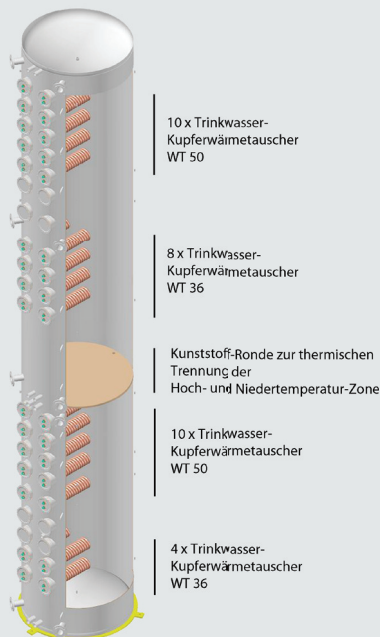 10 x Trinkwasser-
Kupferwärmetauscher
WT 50
8 x Trinkwasser-
Kupferwärmetauscher
WT 36
Kunststoff-Ronde zur thermischen
Trennung der
Hoch- und Niedertemperatur-Zone
10 x Trinkwasser-
Kupferwärmetauscher
WT 50
4 x Trinkwasser-
Kupferwärmetauscher
WT 36